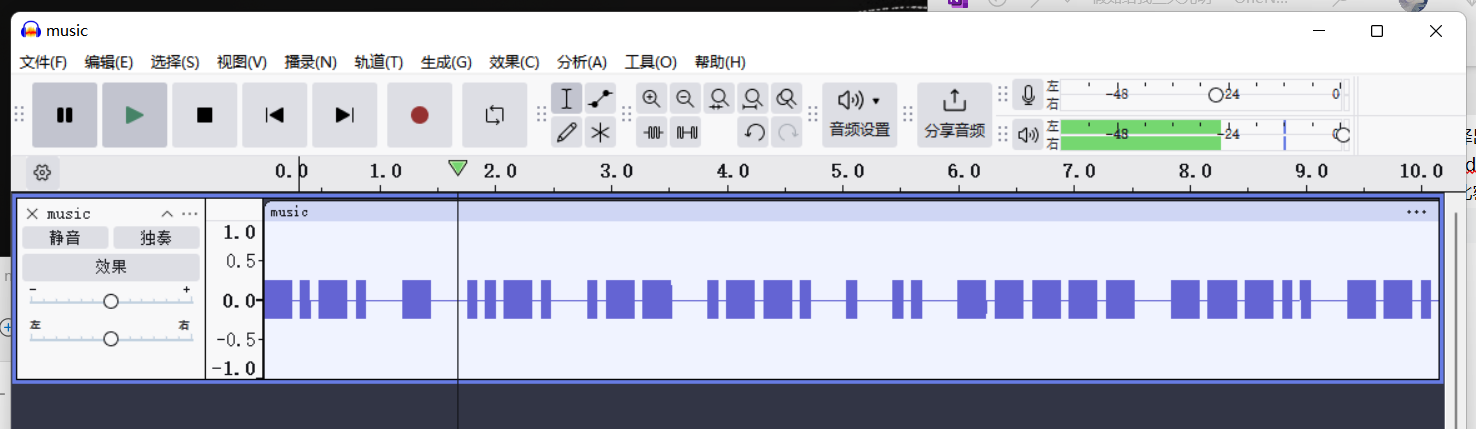 music
文件(F) 编辑(E) 选择(S) 视图(V) 播录(N) 轨道(T) 生成(G) 效果(C) 分析(A) 工具(O) 帮助(H)
音频设置
分享音频
左
右
-48 -24 0
左
右
-48 -24 0
0.0 1.0 2.0 3.0 4.0 5.0 6.0 7.0 8.0 9.0 10.0
music
静音 独奏
效果
- +
左 右
1.0
0.5
0.0
-0.5
-1.0
music